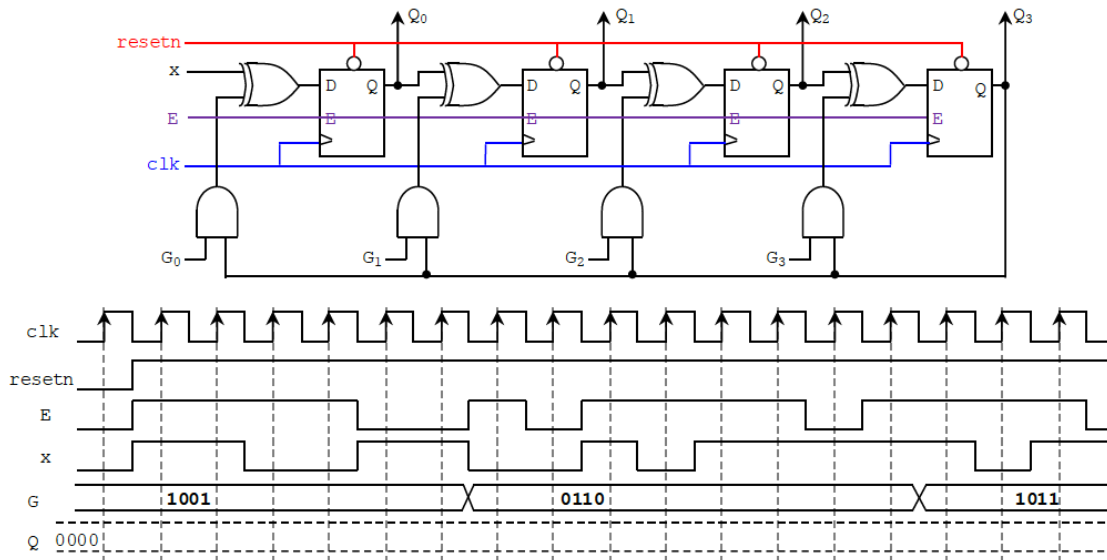 Q0 Q1 Q2 Q3
resetn
x
D Q D Q D Q D Q
E E E E E
clk
G0 G1 G2 G3
clk
resetn
E
x
G 1001 0110 1011
Q 0000